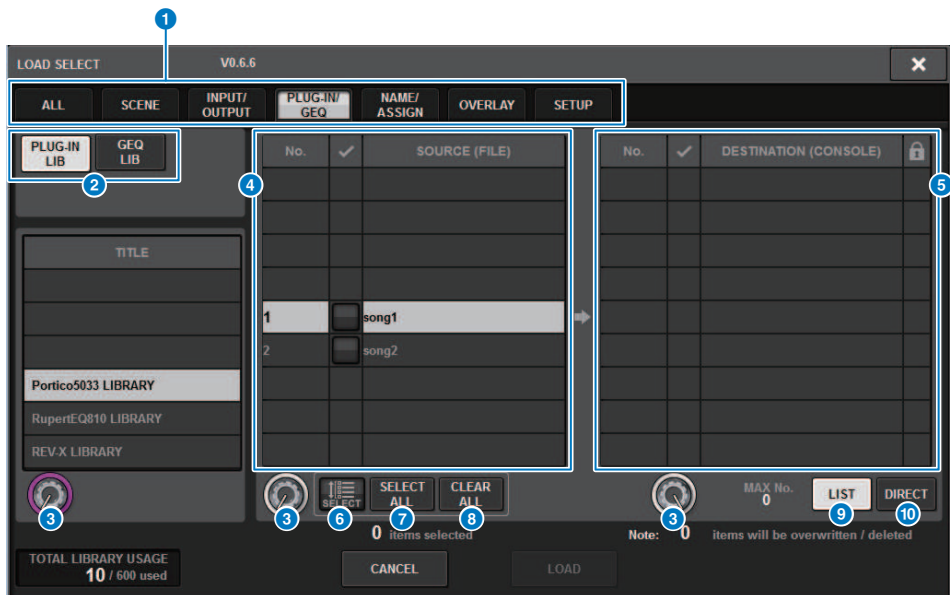 1
LOAD SELECT V0.6.6
ALL SCENE INPUT/ OUTPUT PLUG-IN/ GEQ NAME/ ASSIGN OVERLAY SETUP
PLUG-IN LIB GEQ LIB
2
4
No. SOURCE (FILE)
No. DESTINATION (CONSOLE)
5
TITLE
Portico5033 LIBRARY
RupertEQ810 LIBRARY
REV-X LIBRARY
1 song1
2 song2
3
3
SELECT
6
SELECT ALL
7
CLEAR ALL
8
3
MAX No. 0
LIST
9
DIRECT
10
0 items selected
Note: 0 items will be overwritten / deleted
TOTAL LIBRARY USAGE
10 / 600 used
CANCEL
LOAD